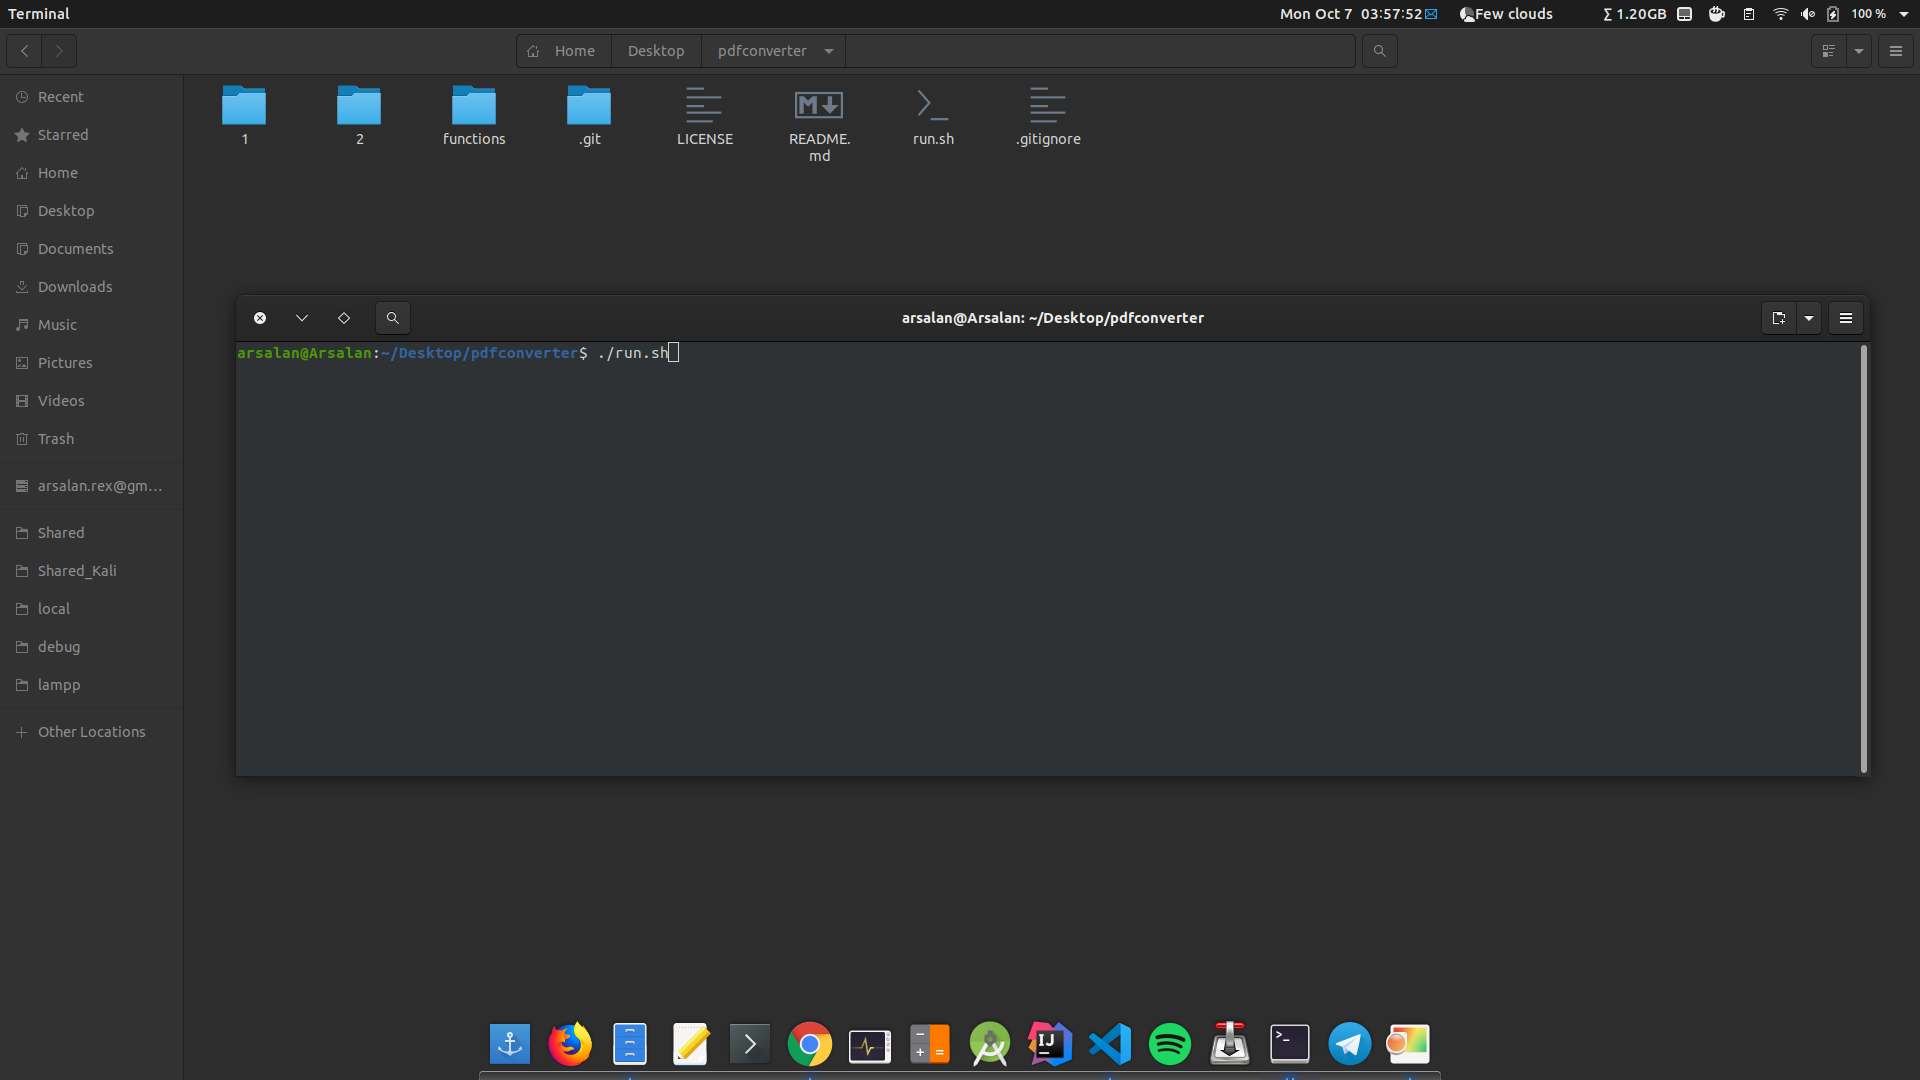 Terminal
Mon Oct 7 03:57:52
Few clouds
∑ 1.20GB
100 %
Home
Desktop
pdfconverter
Recent
Starred
Home
Desktop
Documents
Downloads
Music
Pictures
Videos
Trash
arsalan.rex@gm...
Shared
Shared_Kali
local
debug
lampp
Other Locations
1
2
functions
.git
LICENSE
README.
md
run.sh
.gitignore
arsalan@Arsalan: ~/Desktop/pdfconverter
arsalan@Arsalan:~/Desktop/pdfconverter$ ./run.sh